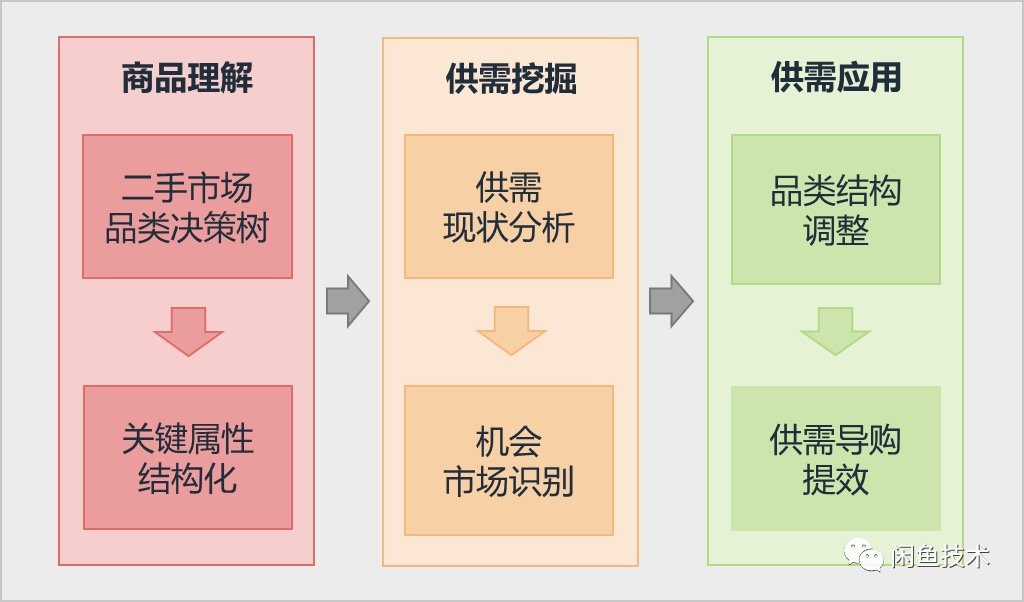 商品理解
二手市场
品类决策树
关键属性
结构化
供需挖掘
供需
现状分析
机会
市场识别
供需应用
品类结构
调整
供需导购
提效
闲鱼技术